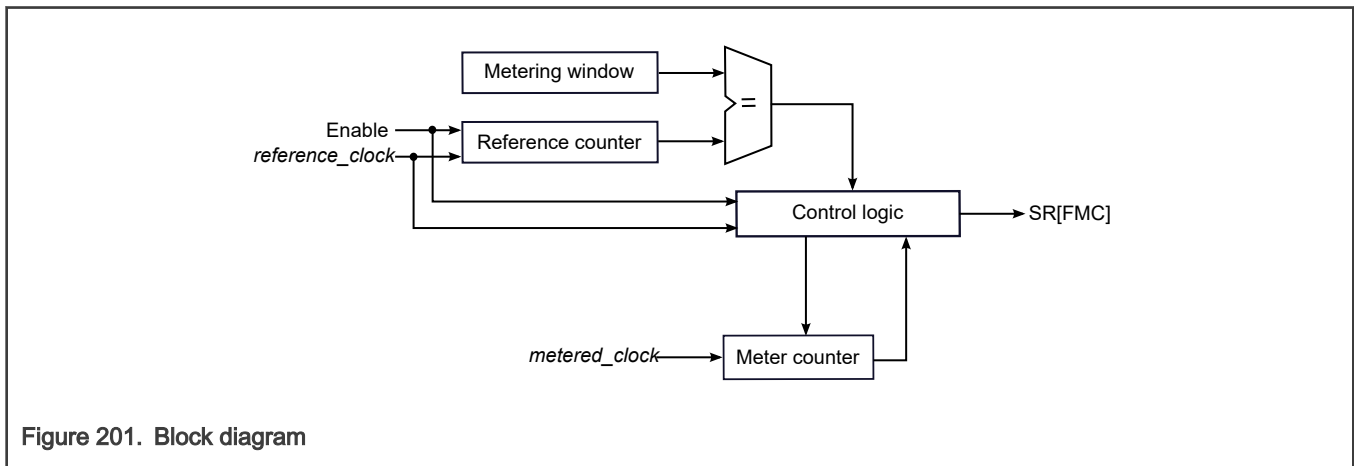 Metering window
=
Enable
Reference counter
reference_clock
Control logic
SR[FMC]
metered_clock
Meter counter
Figure 201. Block diagram